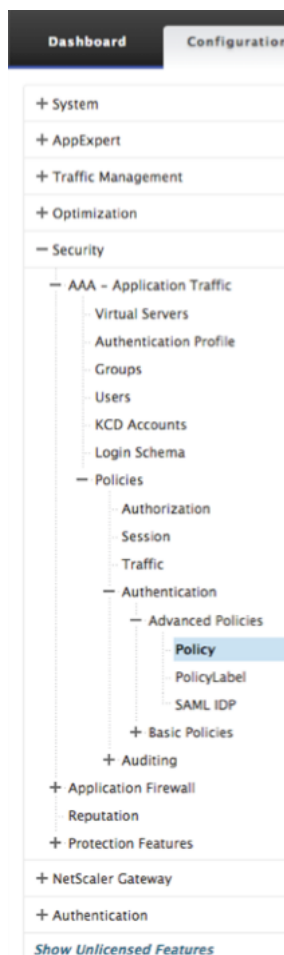 Dashboard
Configuration
+ System
+ AppExpert
+ Traffic Management
+ Optimization
− Security
− AAA – Application Traffic
Virtual Servers
Authentication Profile
Groups
Users
KCD Accounts
Login Schema
− Policies
Authorization
Session
Traffic
− Authentication
− Advanced Policies
Policy
PolicyLabel
SAML IDP
+ Basic Policies
+ Auditing
+ Application Firewall
Reputation
+ Protection Features
+ NetScaler Gateway
+ Authentication
Show Unlicensed Features